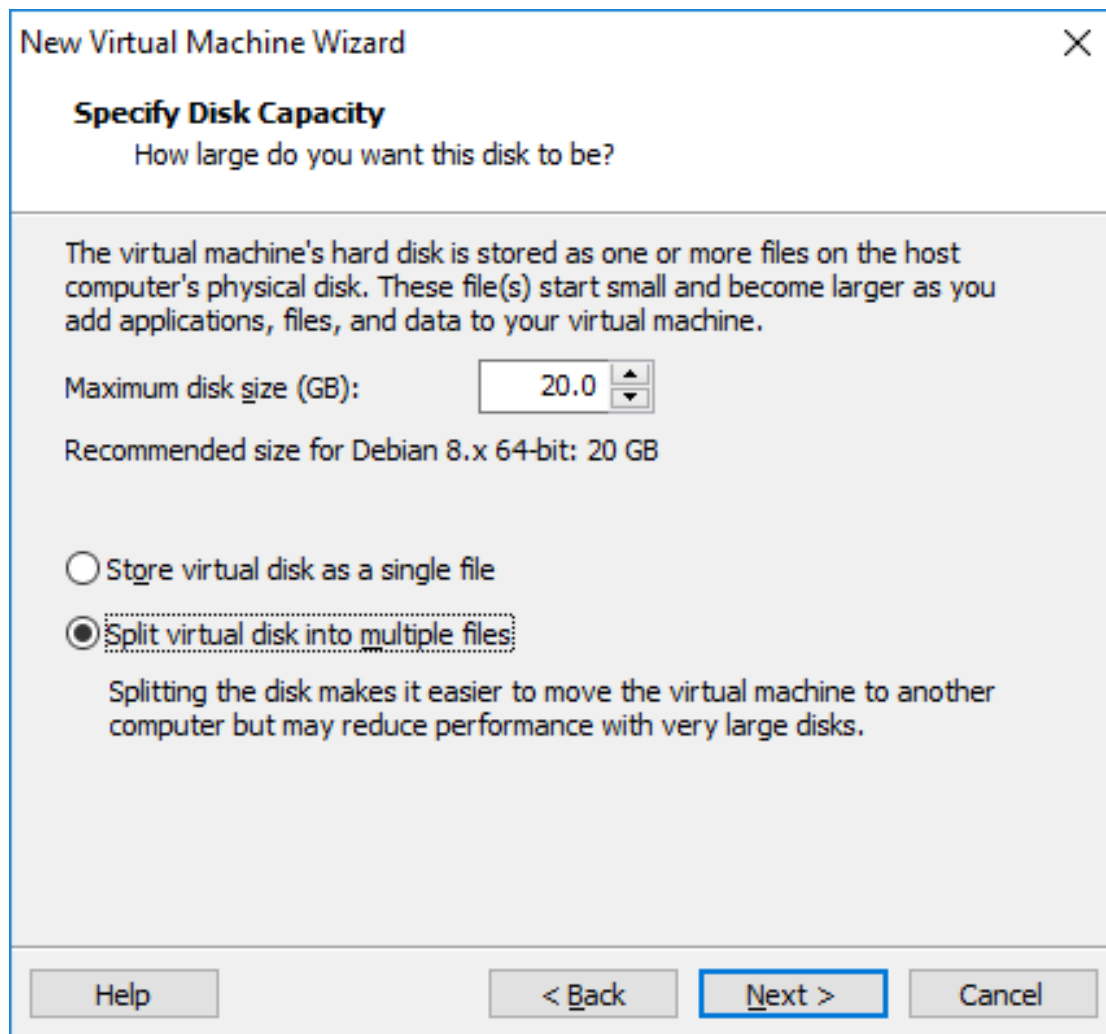 New Virtual Machine Wizard
Specify Disk Capacity
How large do you want this disk to be?
The virtual machine's hard disk is stored as one or more files on the host
computer's physical disk. These file(s) start small and become larger as you
add applications, files, and data to your virtual machine.
Maximum disk size (GB): 20.0
Recommended size for Debian 8.x 64-bit: 20 GB
Store virtual disk as a single file
Split virtual disk into multiple files
Splitting the disk makes it easier to move the virtual machine to another
computer but may reduce performance with very large disks.
Help < Back Next > Cancel